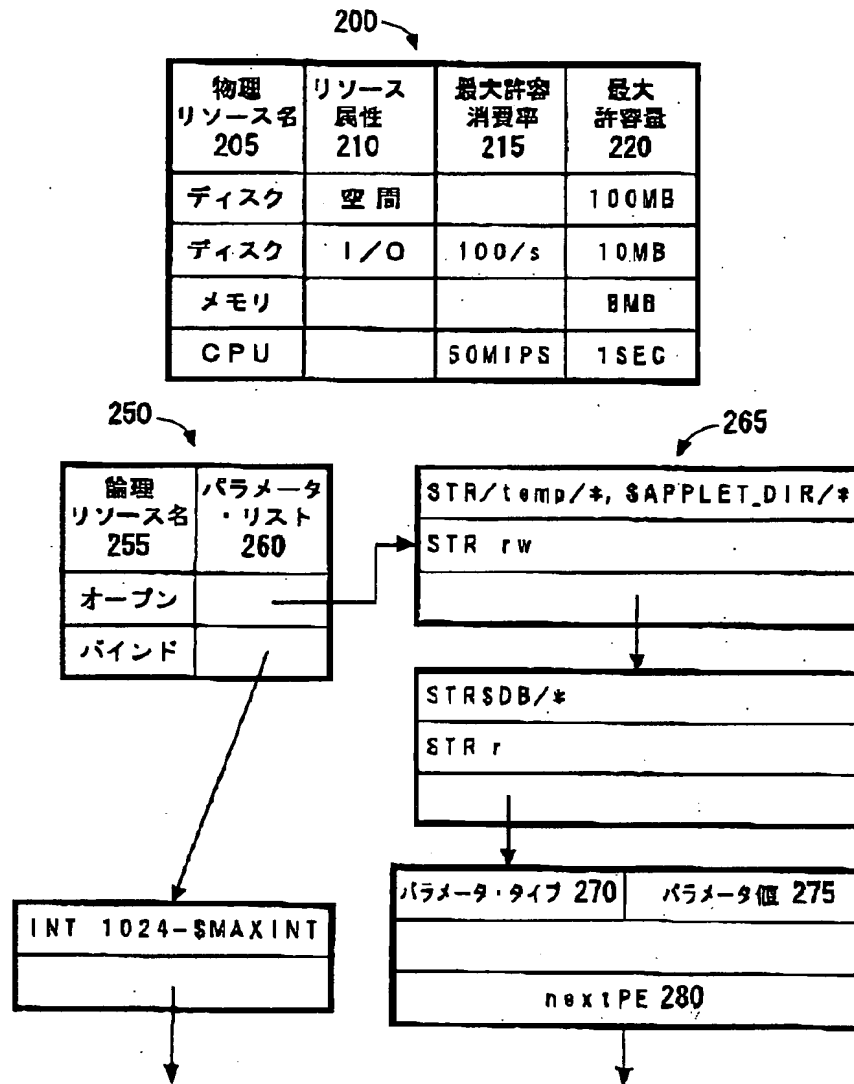 200
物理
リソース名
205
リソース
属性
210
最大許容
消費率
215
最大
許容量
220
ディスク
空間
100MB
ディスク
I/O
100/s
10MB
メモリ
8MB
CPU
50MIPS
1SEC
250
論理
リソース名
255
パラメータ
・リスト
260
オープン
バインド
265
STR/temp/*, $APPLET_DIR/*
STR rw
STR$DB/*
STR r
パラメータ・タイプ 270
パラメータ値 275
nextPE 280
INT 1024-$MAXINT